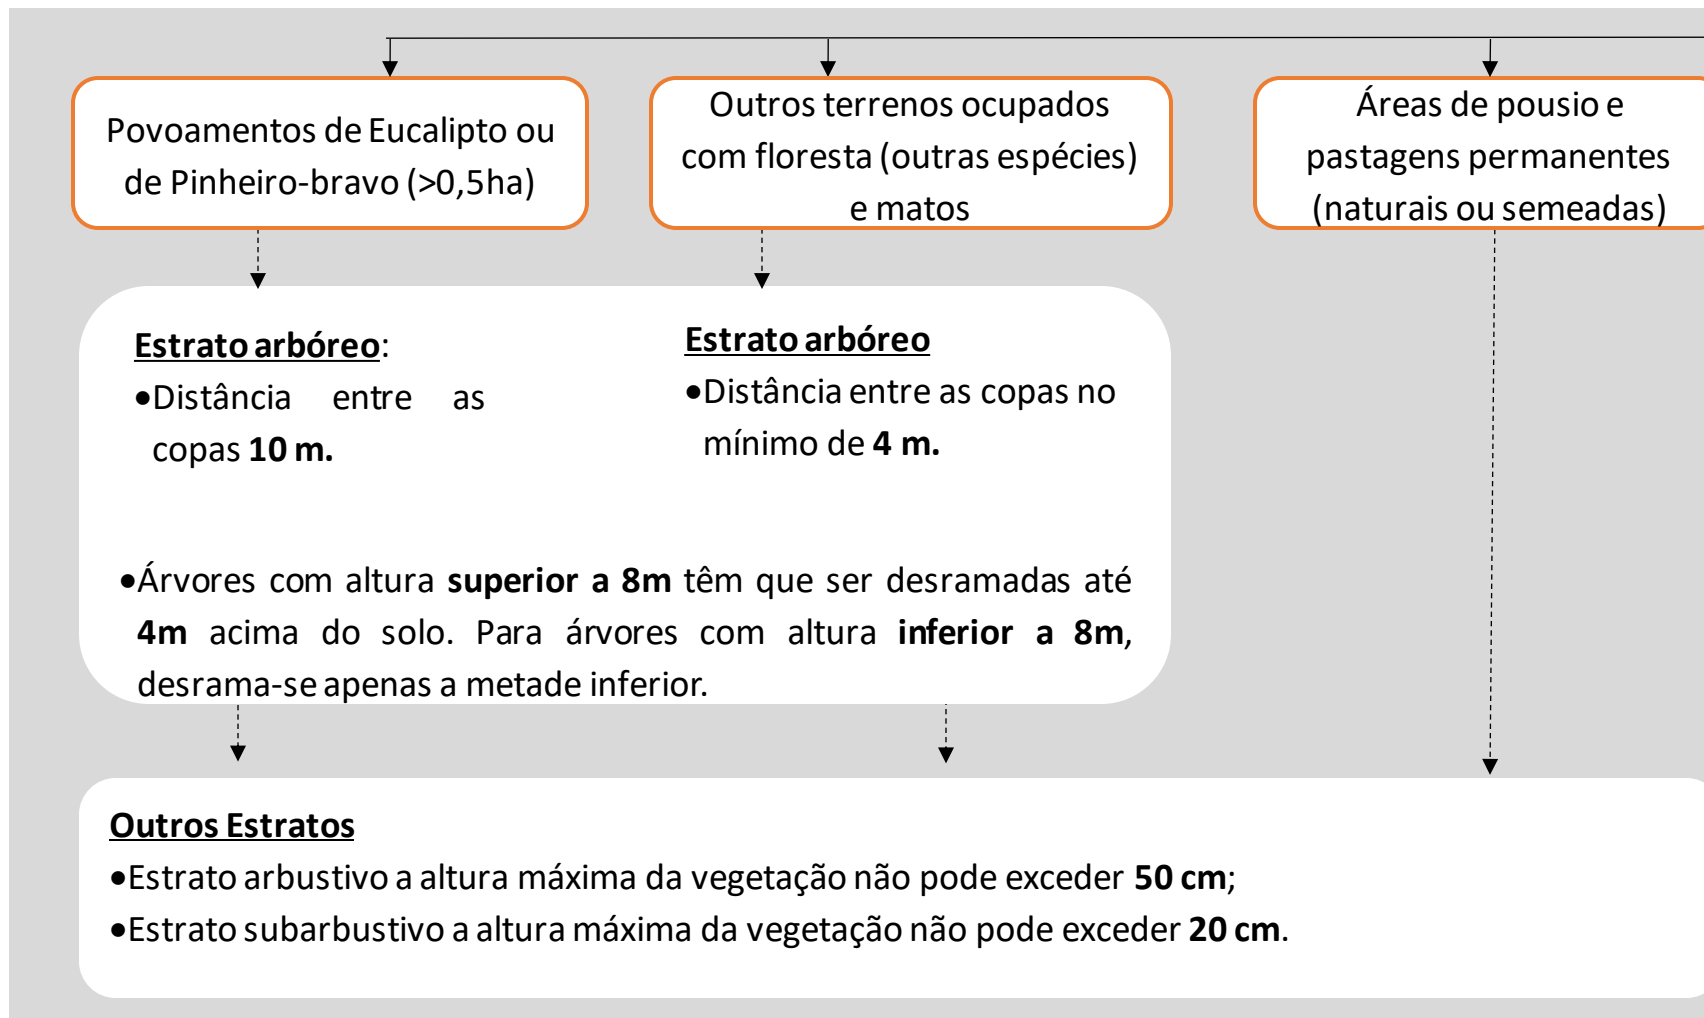 Povoamentos de Eucalipto ou
de Pinheiro-bravo (>0,5ha)
Outros terrenos ocupados
com floresta (outras espécies)
e matos
Áreas de pousio e
pastagens permanentes
(naturais ou semeadas)
Estrato arbóreo:
•Distância entre as
copas 10 m.
Estrato arbóreo
•Distância entre as copas no
mínimo de 4 m.
•Árvores com altura superior a 8m têm que ser desramadas até
4m acima do solo. Para árvores com altura inferior a 8m,
desrama-se apenas a metade inferior.
Outros Estratos
•Estrato arbustivo a altura máxima da vegetação não pode exceder 50 cm;
•Estrato subarbustivo a altura máxima da vegetação não pode exceder 20 cm.